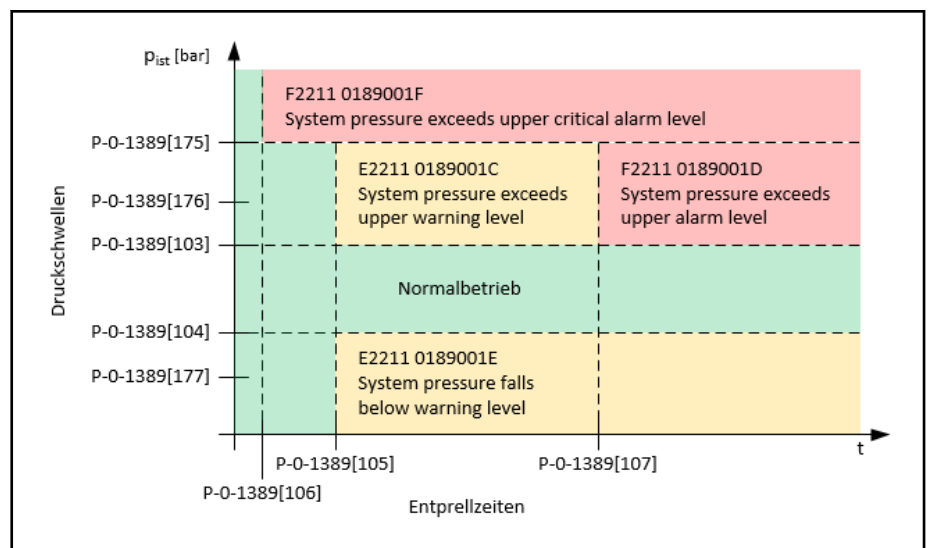 pist [bar]
F2211 0189001F
System pressure exceeds upper critical alarm level
P-0-1389[175]
E2211 0189001C
System pressure exceeds
upper warning level
F2211 0189001D
System pressure exceeds
upper alarm level
P-0-1389[176]
P-0-1389[103]
Druckschwellen
Normalbetrieb
P-0-1389[104]
E2211 0189001E
System pressure falls
below warning level
P-0-1389[177]
t
P-0-1389[105]
P-0-1389[107]
P-0-1389[106]
Entprellzeiten